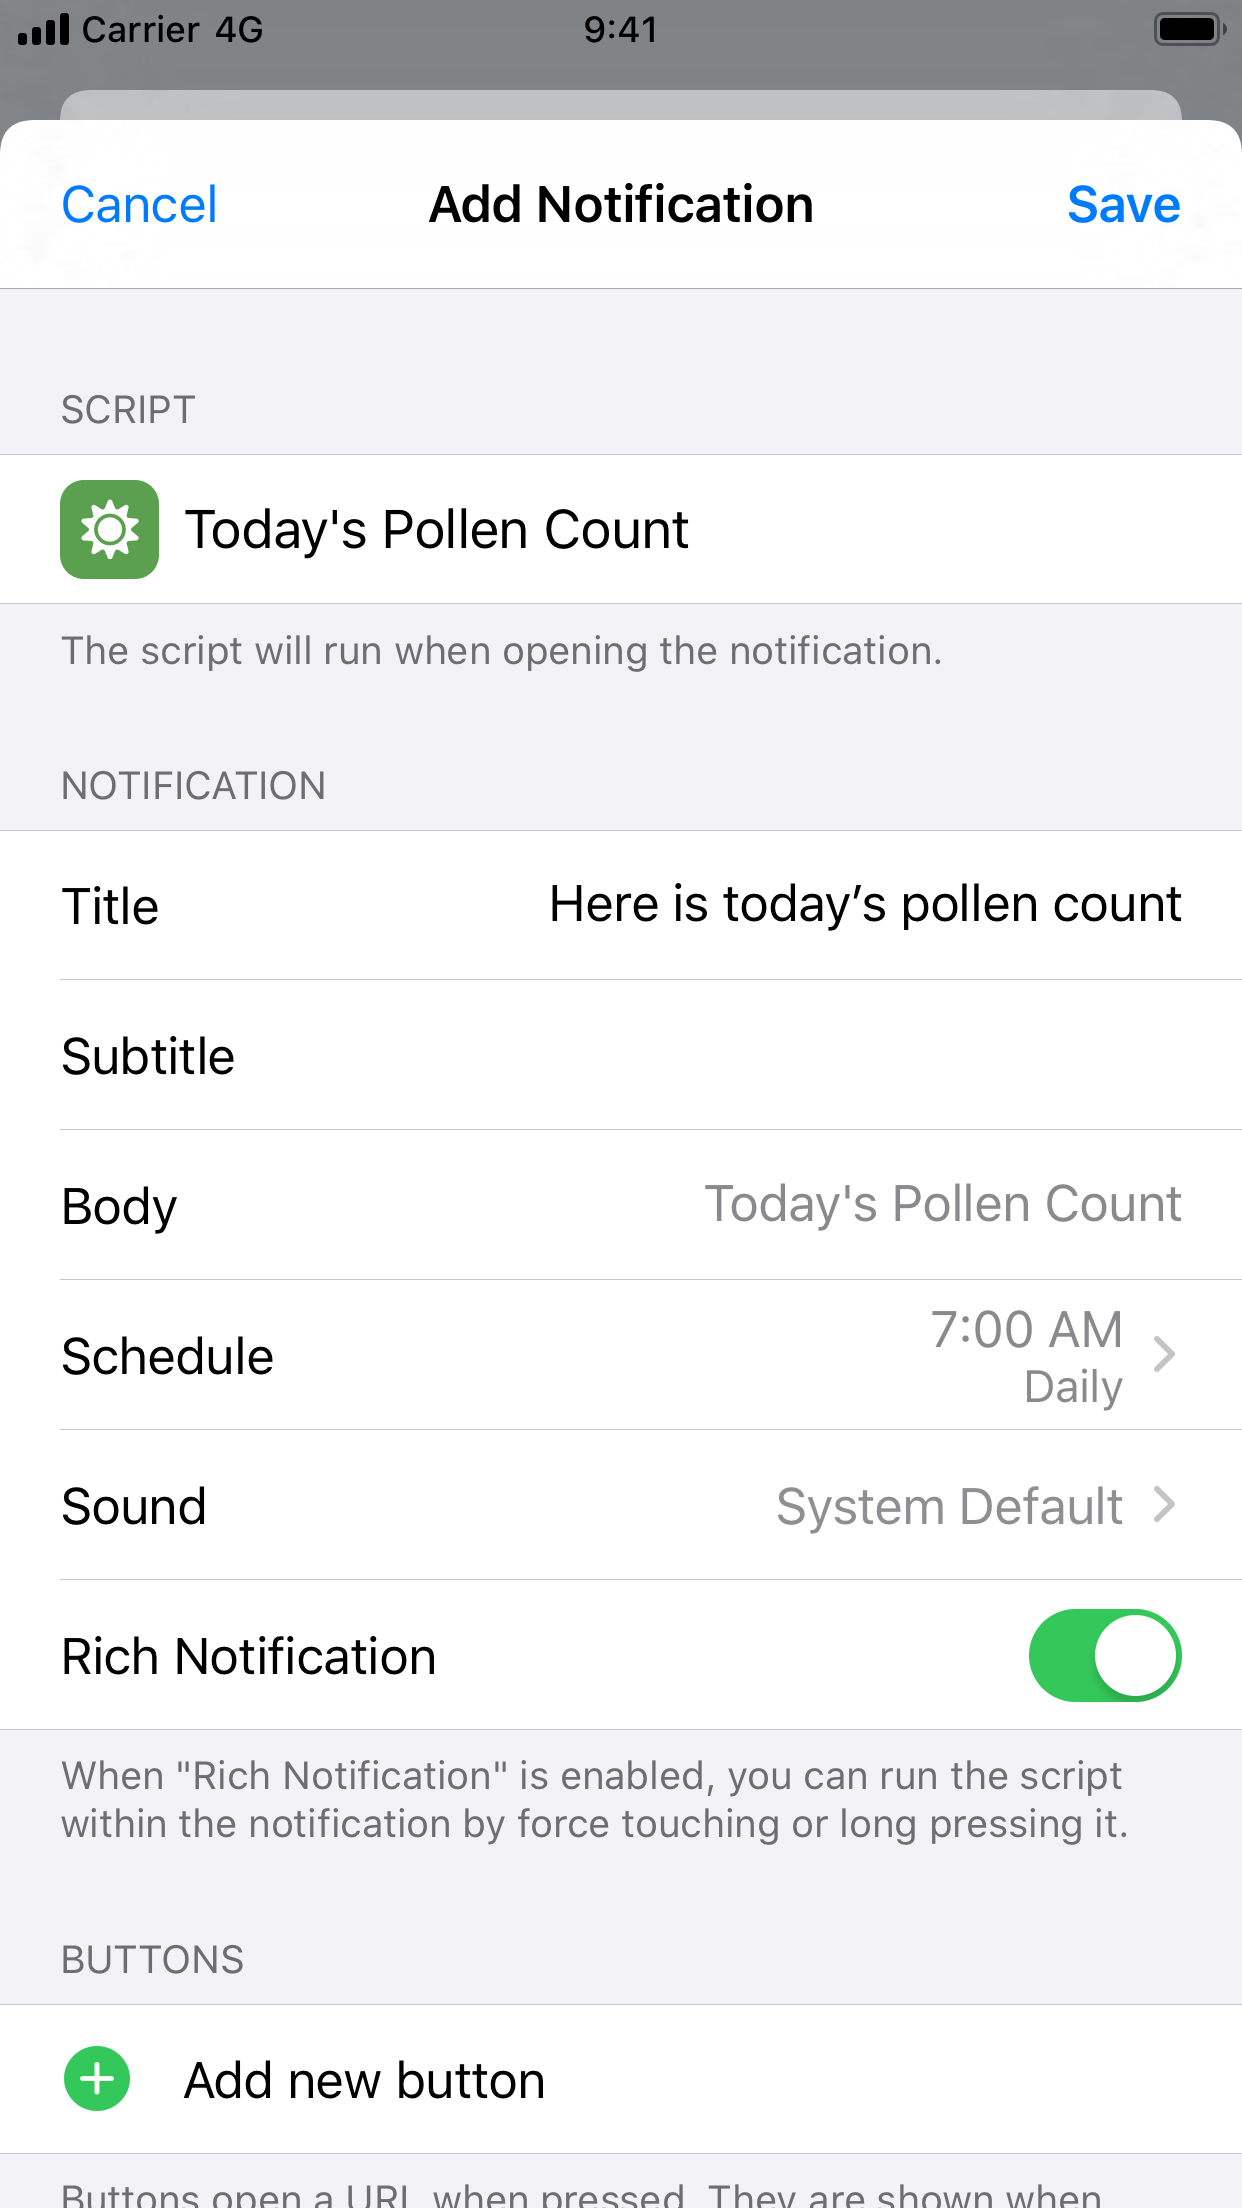 Carrier 4G 9:41
Cancel Add Notification Save
SCRIPT
Today's Pollen Count
The script will run when opening the notification.
NOTIFICATION
Title Here is today’s pollen count
Subtitle
Body Today's Pollen Count
Schedule 7:00 AM
Daily
Sound System Default
Rich Notification
When "Rich Notification" is enabled, you can run the script
within the notification by force touching or long pressing it.
BUTTONS
Add new button
Buttons open a URL when pressed. They are shown when